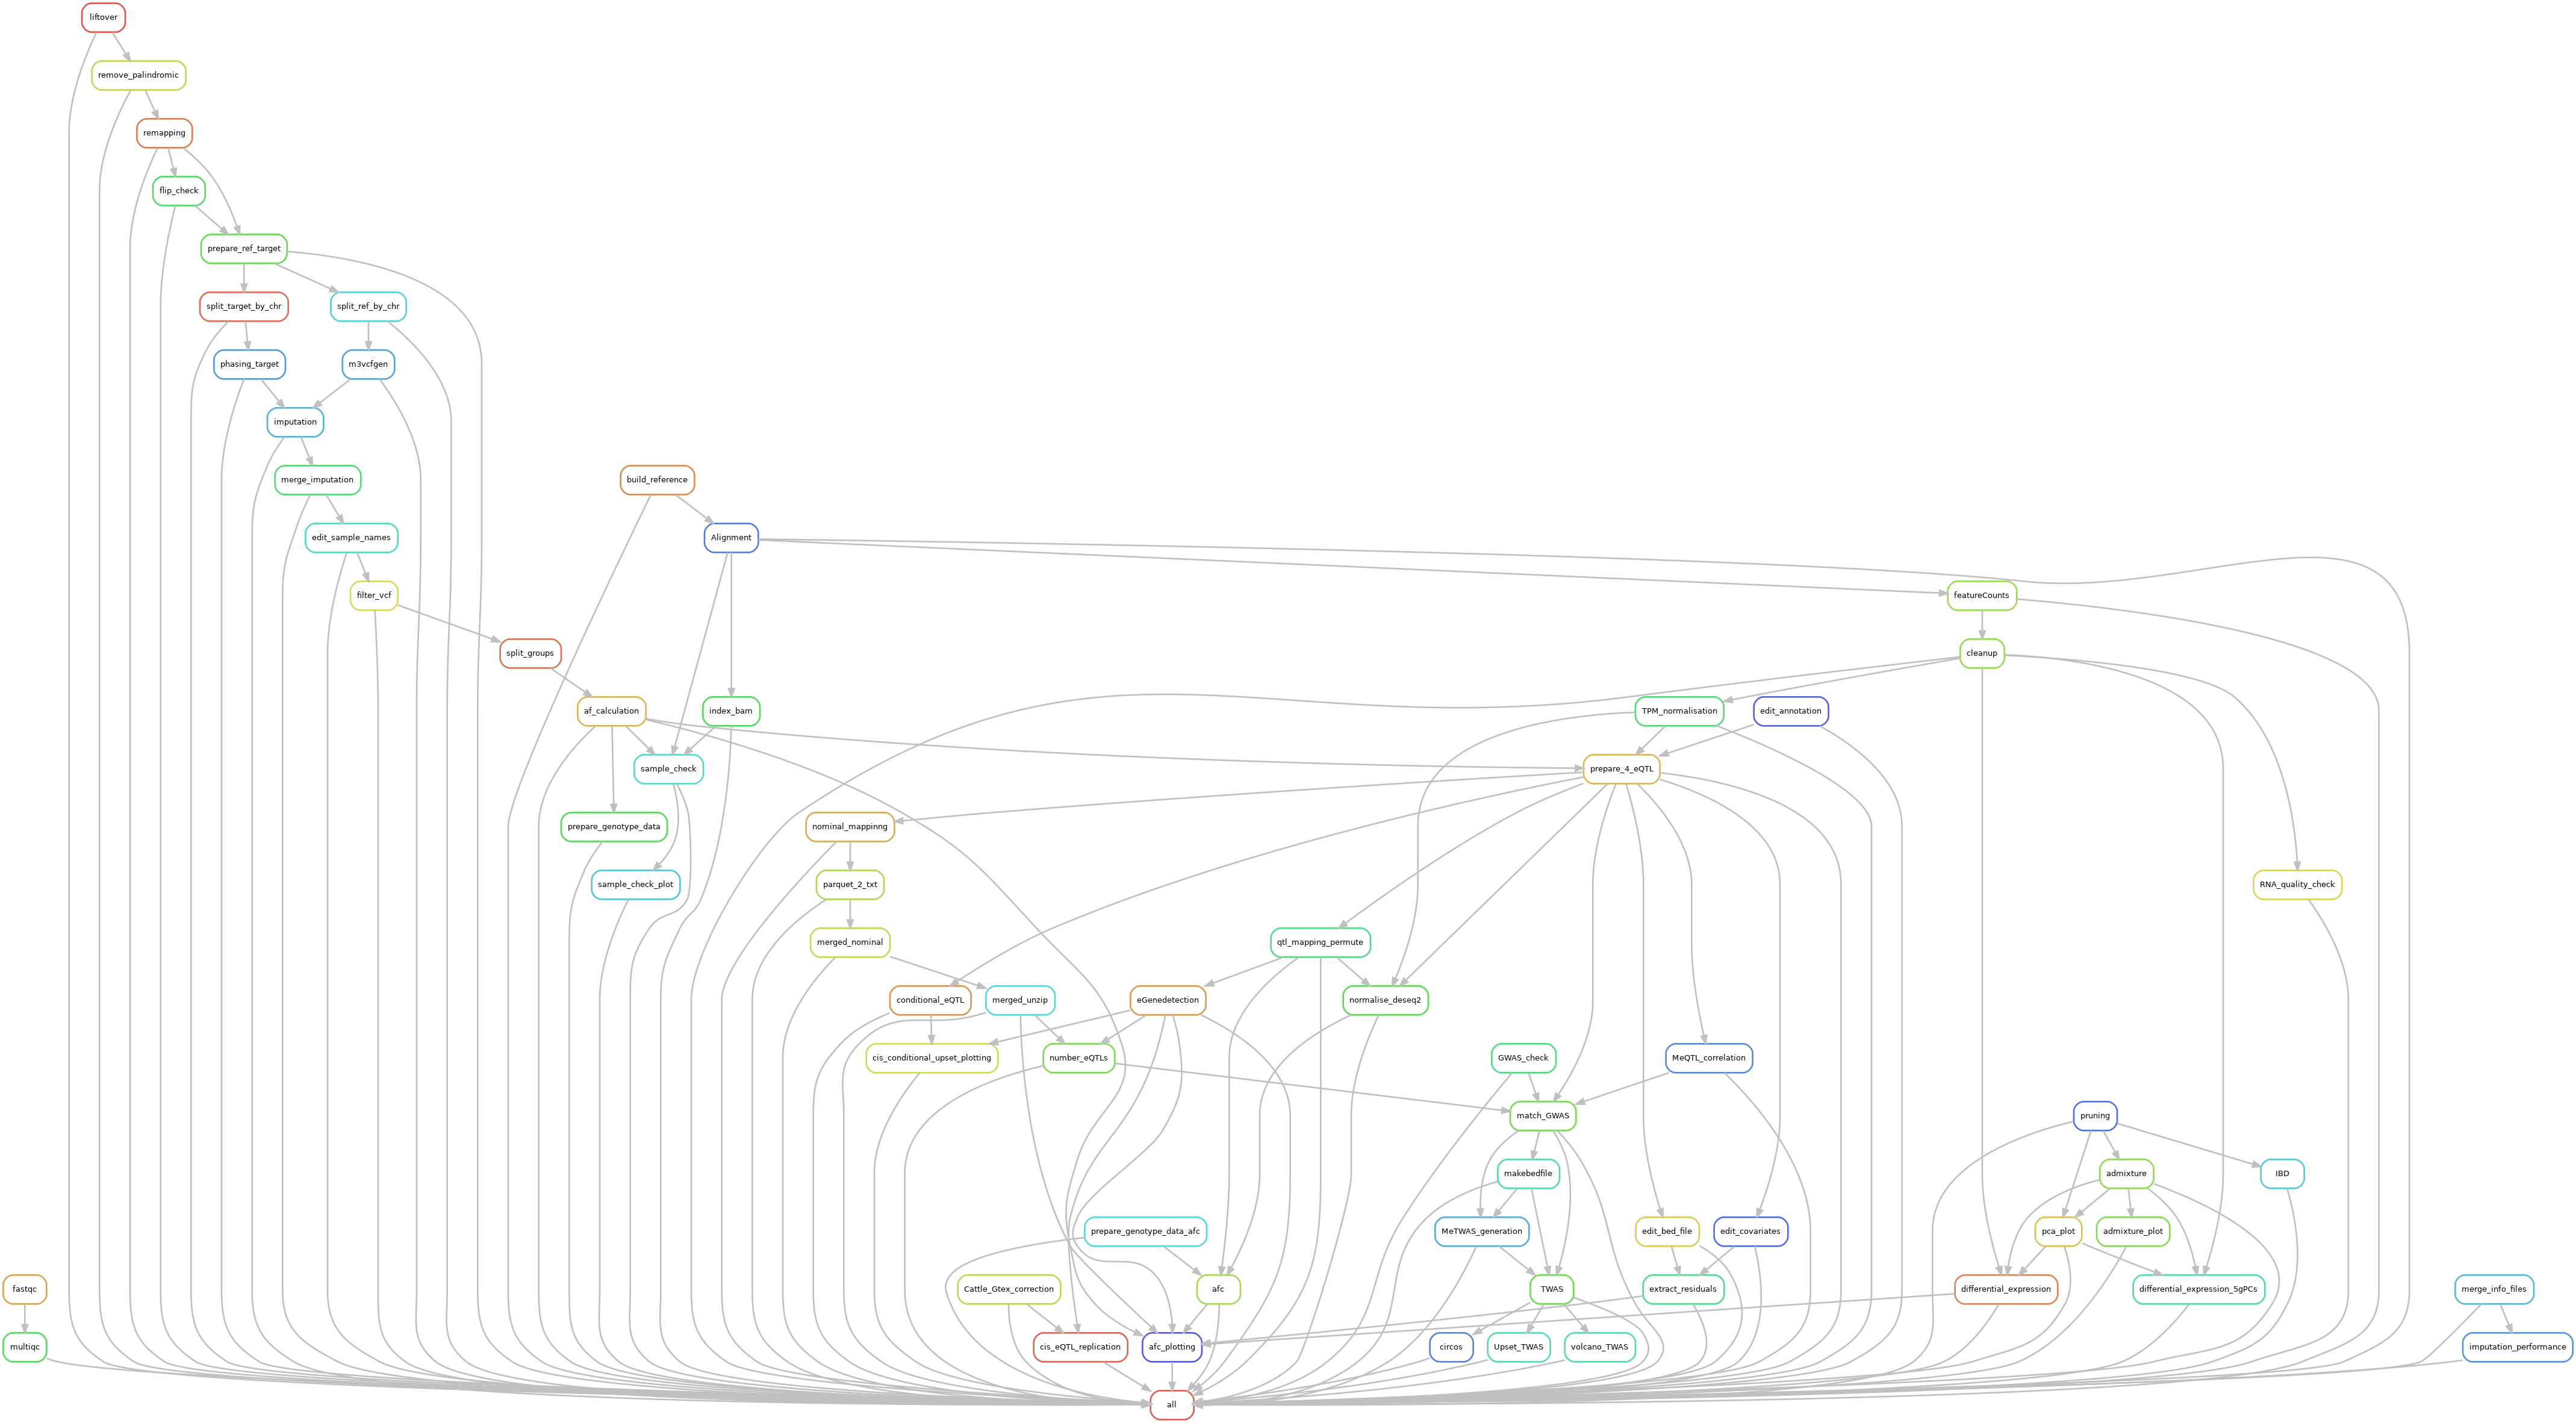 liftover
remove_palindromic
remapping
flip_check
prepare_ref_target
split_target_by_chr
split_ref_by_chr
phasing_target
m3vcfgen
imputation
merge_imputation
build_reference
edit_sample_names
Alignment
filter_vcf
featureCounts
split_groups
cleanup
af_calculation
index_bam
TPM_normalisation
edit_annotation
sample_check
prepare_4_eQTL
prepare_genotype_data
nominal_mappinng
sample_check_plot
parquet_2_txt
RNA_quality_check
merged_nominal
qtl_mapping_permute
conditional_eQTL
merged_unzip
eGenedetection
normalise_deseq2
cis_conditional_upset_plotting
number_eQTLs
GWAS_check
MeQTL_correlation
match_GWAS
pruning
makebedfile
admixture
IBD
prepare_genotype_data_afc
MeTWAS_generation
edit_bed_file
edit_covariates
pca_plot
admixture_plot
fastqc
Cattle_Gtex_correction
afc
TWAS
extract_residuals
differential_expression
differential_expression_5gPCs
merge_info_files
multiqc
cis_eQTL_replication
afc_plotting
circos
Upset_TWAS
volcano_TWAS
imputation_performance
all